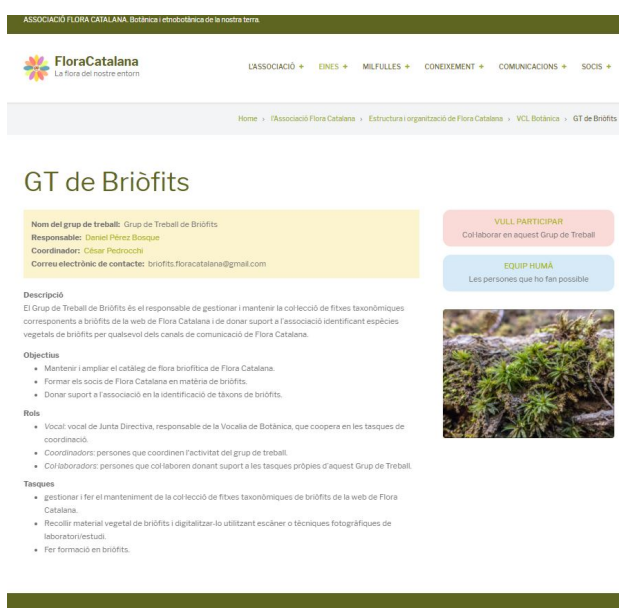 ASSOCIACIÓ FLORA CATALANA. Botànica i etnobotànica de la nostra terra.
FloraCatalana
La flora del nostre entorn
L'ASSOCIACIÓ + EINES + MILFULLES + CONEIXEMENT + COMUNICACIONS + SOCIS +
Home › l'Associació Flora Catalana › Estructura i organització de Flora Catalana › VCL Botànica › GT de Briòfits
GT de Briòfits
Nom del grup de treball: Grup de Treball de Briòfits
Responsable: Daniel Pérez Bosque
Coordinador: César Pedrocchi
Correu electrònic de contacte: briofits.floracatalana@gmail.com
VULL PARTICIPAR
Col·laborar en aquest Grup de Treball
EQUIP HUMÀ
Les persones que ho fan possible
Descripció
El Grup de Treball de Briòfits és el responsable de gestionar i mantenir la col·lecció de fitxes taxonòmiques
corresponents a briòfits de la web de Flora Catalana i de donar suport a l'associació identificant espècies
vegetals de briòfits per qualsevol dels canals de comunicació de Flora Catalana.
Objectius
• Mantenir i ampliar el catàleg de flora briofítica de Flora Catalana.
• Formar els socis de Flora Catalana en matèria de briòfits.
• Donar suport a l'associació en la identificació de tàxons de briòfits.
Rols
• Vocal: vocal de Junta Directiva, responsable de la Vocalia de Botànica, que coopera en les tasques de
coordinació.
• Coordinadors: persones que coordinen l'activitat del grup de treball.
• Col·laboradors: persones que col·laboren donant suport a les tasques pròpies d'aquest Grup de Treball.
Tasques
• gestionar i fer el manteniment de la col·lecció de fitxes taxonòmiques de briòfits de la web de Flora
Catalana.
• Recollir material vegetal de briòfits i digitalitzar-lo utilitzant escàner o tècniques fotogràfiques de
laboratori/estudi.
• Fer formació en briòfits.